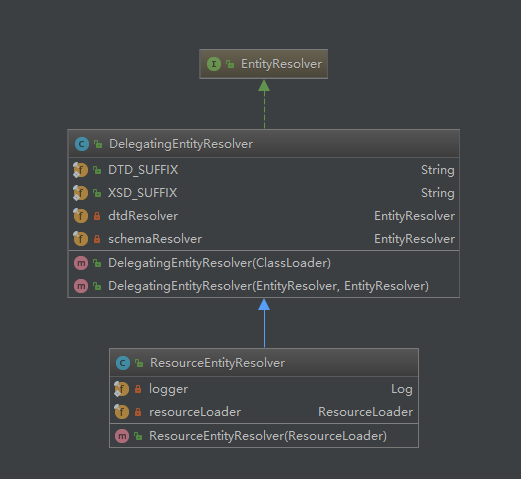 EntityResolver
DelegatingEntityResolver
DTD_SUFFIX String
XSD_SUFFIX String
dtdResolver EntityResolver
schemaResolver EntityResolver
DelegatingEntityResolver(ClassLoader)
DelegatingEntityResolver(EntityResolver, EntityResolver)
ResourceEntityResolver
logger Log
resourceLoader ResourceLoader
ResourceEntityResolver(ResourceLoader)